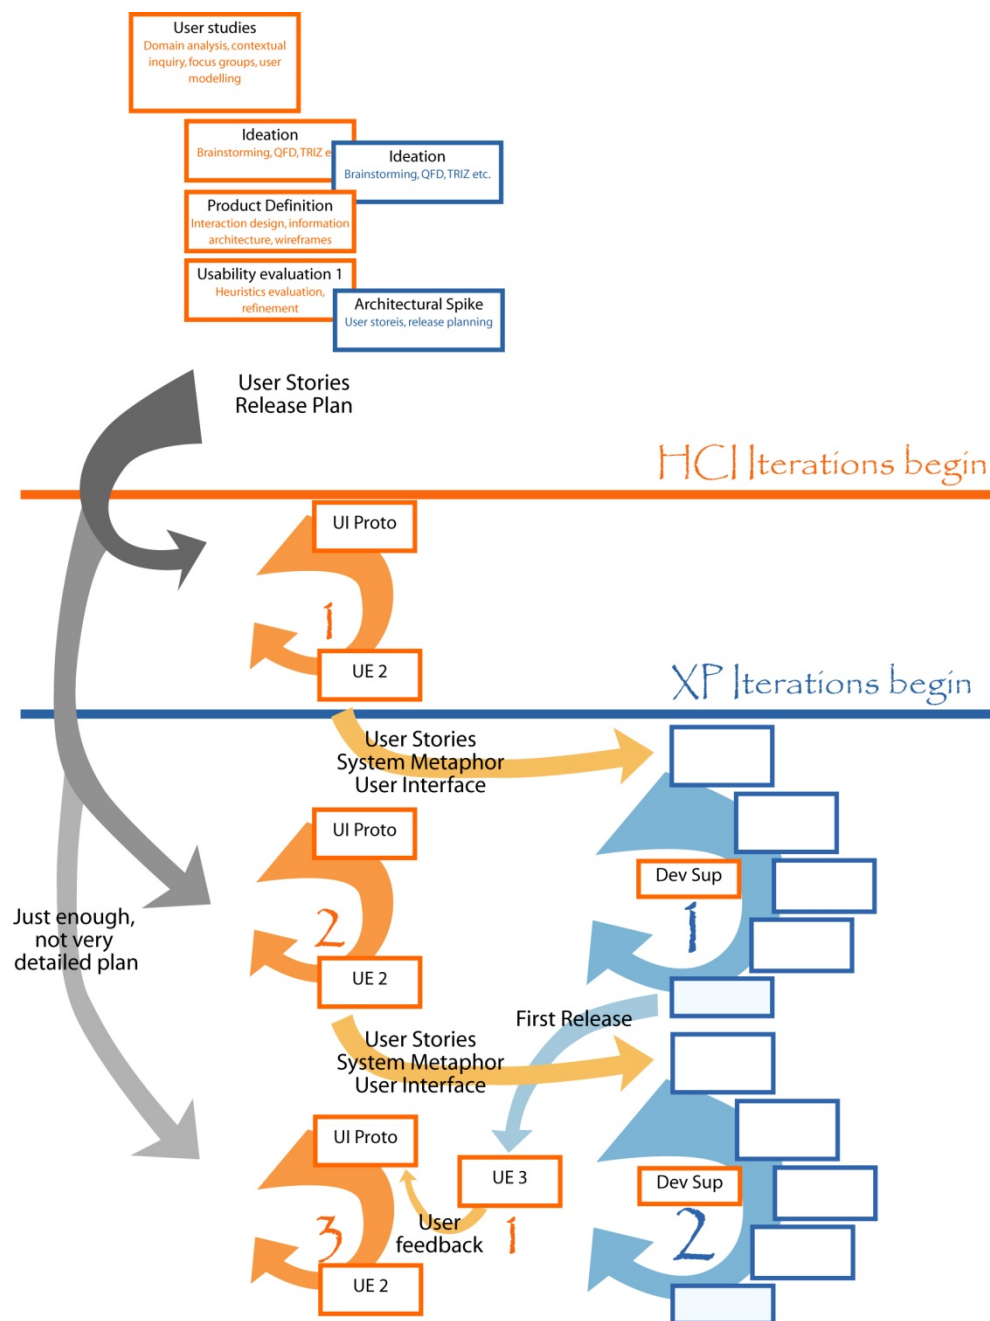 User studies
Domain analysis, contextual
inquiry, focus groups, user
modelling
Ideation
Brainstorming, QFD, TRIZ e
Ideation
Brainstorming, QFD, TRIZ etc.
Product Definition
Interaction design, information
architecture, wireframes
Usability evaluation 1
Heuristics evaluation,
refinement
Architectural Spike
User storeis, release planning
User Stories
Release Plan
HCI Iterations begin
UI Proto
1
UE 2
XP Iterations begin
User Stories
System Metaphor
User Interface
UI Proto
2
UE 2
Dev Sup
1
Just enough,
not very
detailed plan
First Release
User Stories
System Metaphor
User Interface
UI Proto
3
UE 2
UE 3
1
User
feedback
Dev Sup
2